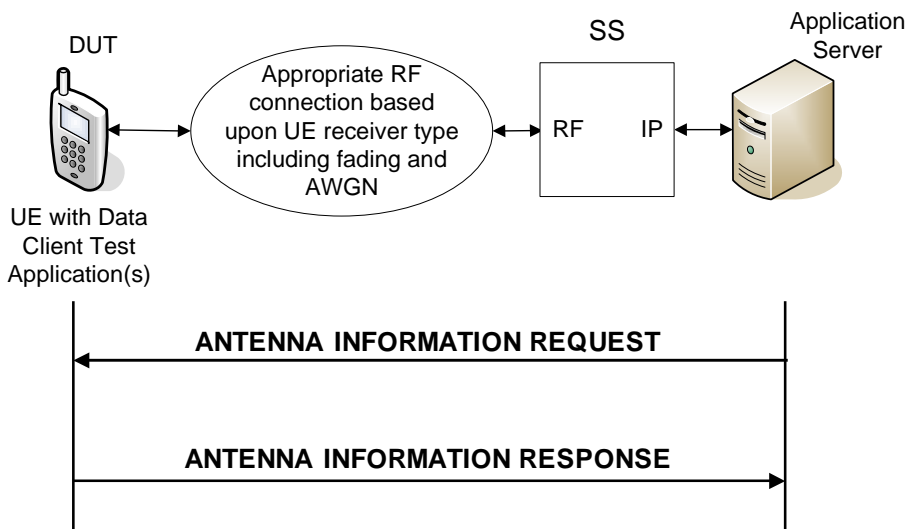 DUT
SS
Application
Server
Appropriate RF
connection based
upon UE receiver type
including fading and
AWGN
RF
IP
UE with Data
Client Test
Application(s)
ANTENNA INFORMATION REQUEST
ANTENNA INFORMATION RESPONSE